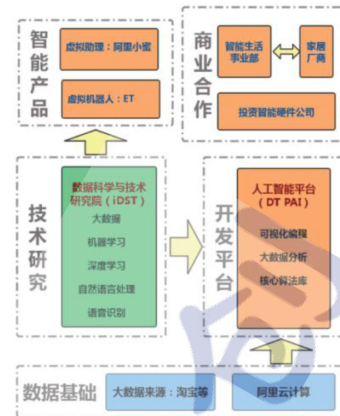 智能产品
虚拟助理：阿里小蜜
虚拟机器人：ET
商业合作
智能生活
事业部
家居
厂商
投资智能硬件公司
技术研究
数据科学与技术
研究院（iDST）
大数据
机器学习
深度学习
自然语言处理
语音识别
开发平台
人工智能平台
（DT PAI）
可视化编程
大数据分析
核心算法库
数据基础
大数据来源：淘宝等
阿里云计算